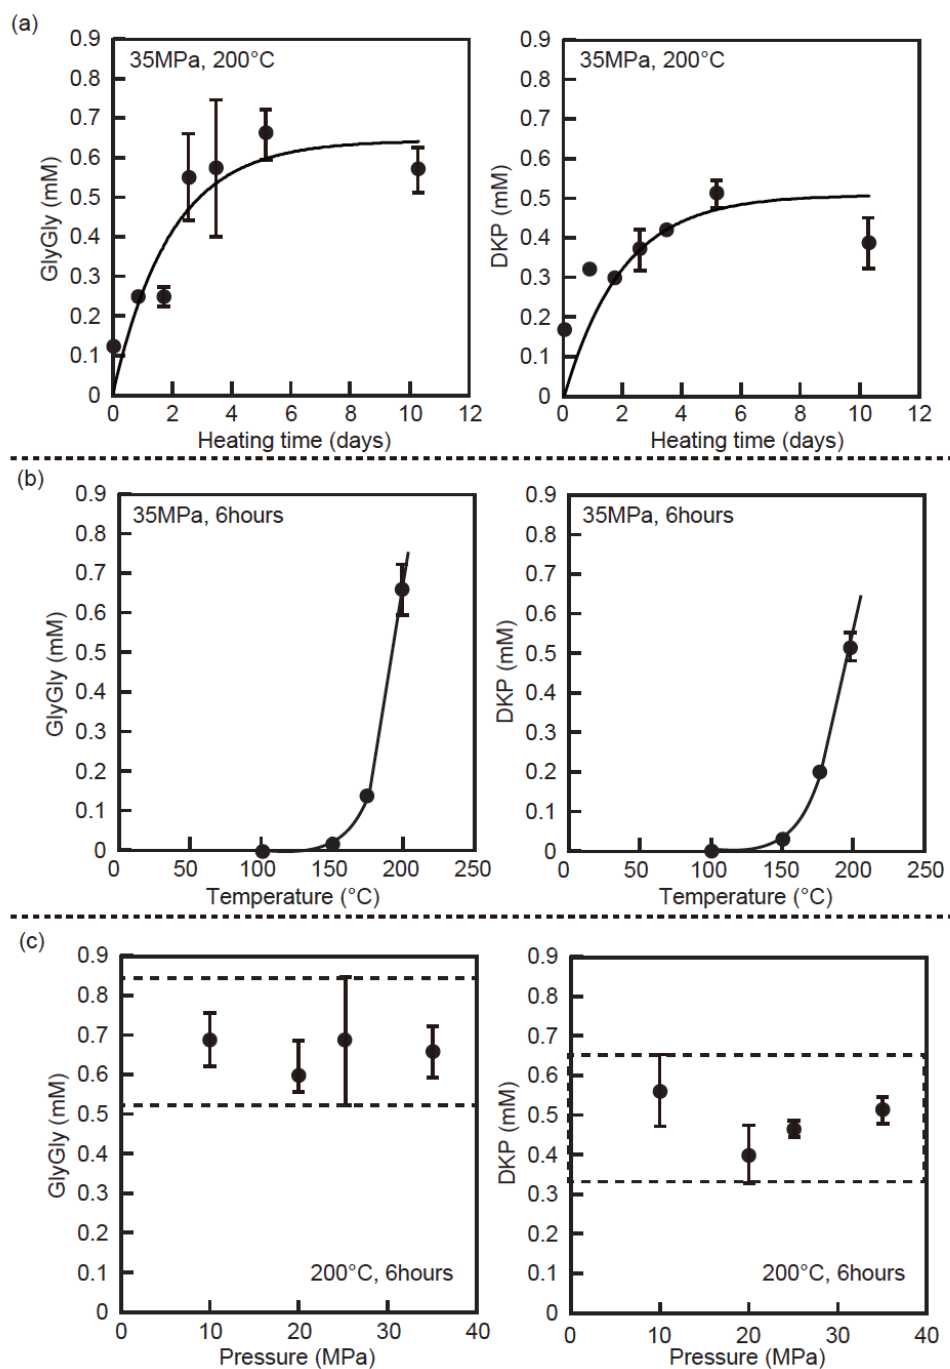 (a)
0.9
0.8
0.7
0.6
0.5
0.4
0.3
0.2
0.1
0
GlyGly (mM)
35MPa, 200°C
0 2 4 6 8 10 12
Heating time (days)
0.9
0.8
0.7
0.6
0.5
0.4
0.3
0.2
0.1
0
DKP (mM)
35MPa, 200°C
0 2 4 6 8 10 12
Heating time (days)
(b)
0.9
0.8
0.7
0.6
0.5
0.4
0.3
0.2
0.1
0
GlyGly (mM)
35MPa, 6hours
0 50 100 150 200 250
Temperature (°C)
0.9
0.8
0.7
0.6
0.5
0.4
0.3
0.2
0.1
0
DKP (mM)
35MPa, 6hours
0 50 100 150 200 250
Temperature (°C)
(c)
0.9
0.8
0.7
0.6
0.5
0.4
0.3
0.2
0.1
0
GlyGly (mM)
200°C, 6hours
0 10 20 30 40
Pressure (MPa)
0.9
0.8
0.7
0.6
0.5
0.4
0.3
0.2
0.1
0
DKP (mM)
200°C, 6hours
0 10 20 30 40
Pressure (MPa)